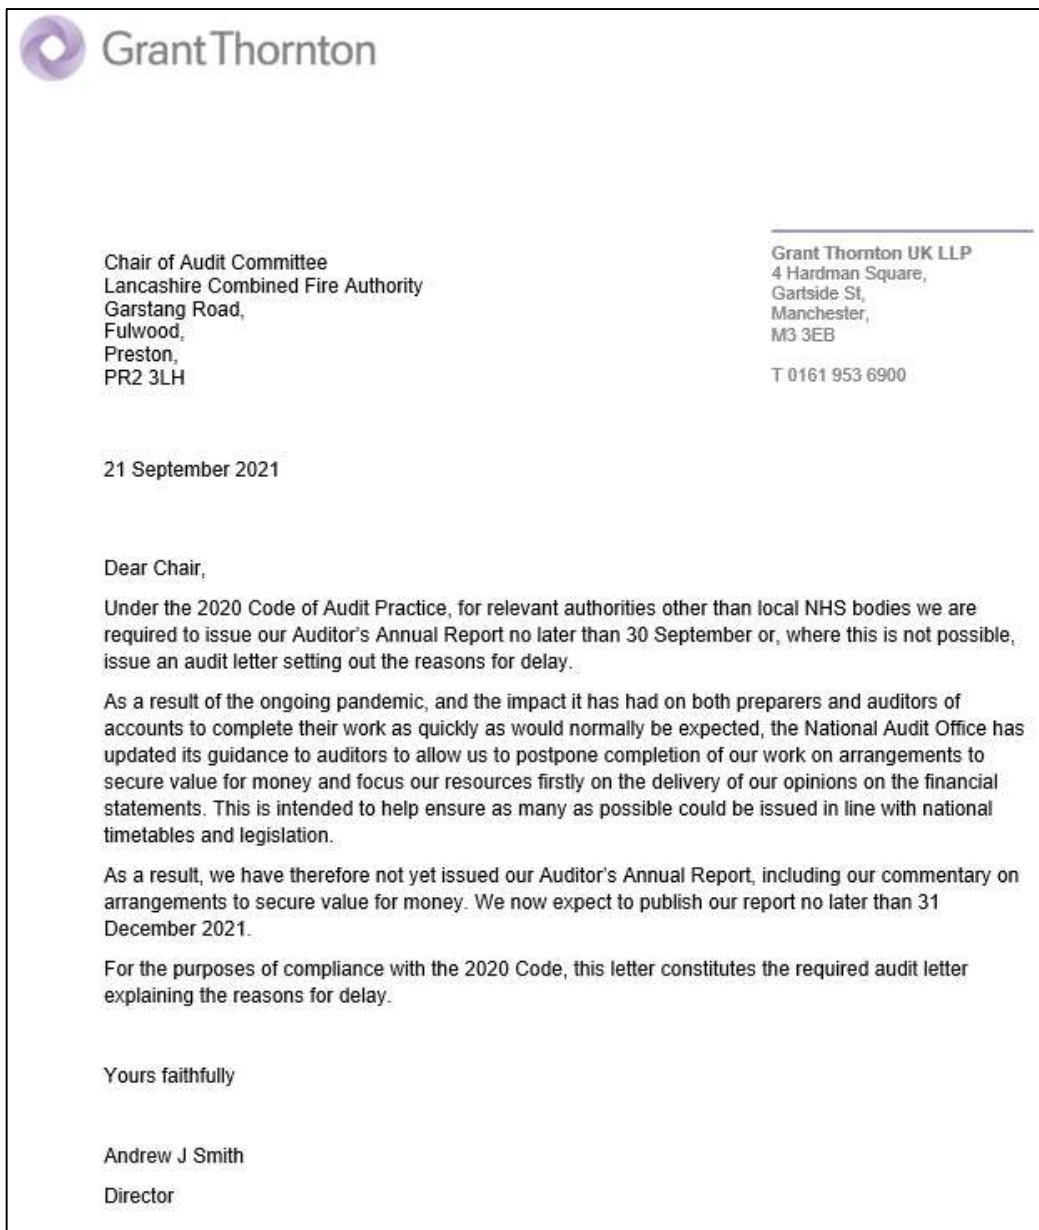 Grant Thornton
Chair of Audit Committee
Lancashire Combined Fire Authority
Garstang Road,
Fulwood,
Preston,
PR2 3LH
Grant Thornton UK LLP
4 Hardman Square,
Gartside St,
Manchester,
M3 3EB
T 0161 953 6900
21 September 2021
Dear Chair,
Under the 2020 Code of Audit Practice, for relevant authorities other than local NHS bodies we are
required to issue our Auditor's Annual Report no later than 30 September or, where this is not possible,
issue an audit letter setting out the reasons for delay.
As a result of the ongoing pandemic, and the impact it has had on both preparers and auditors of
accounts to complete their work as quickly as would normally be expected, the National Audit Office has
updated its guidance to auditors to allow us to postpone completion of our work on arrangements to
secure value for money and focus our resources firstly on the delivery of our opinions on the financial
statements. This is intended to help ensure as many as possible could be issued in line with national
timetables and legislation.
As a result, we have therefore not yet issued our Auditor's Annual Report, including our commentary on
arrangements to secure value for money. We now expect to publish our report no later than 31
December 2021.
For the purposes of compliance with the 2020 Code, this letter constitutes the required audit letter
explaining the reasons for delay.
Yours faithfully
Andrew J Smith
Director